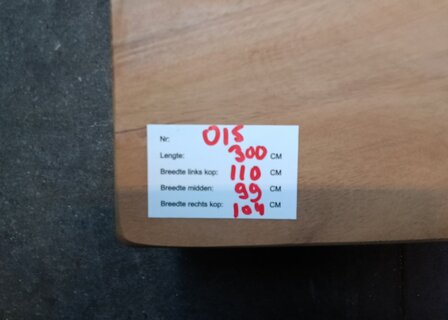 Nr: 015
Lengte: 300 CM
Breedte links kop: 110 CM
Breedte midden: 99 CM
Breedte rechts kop: 104 CM